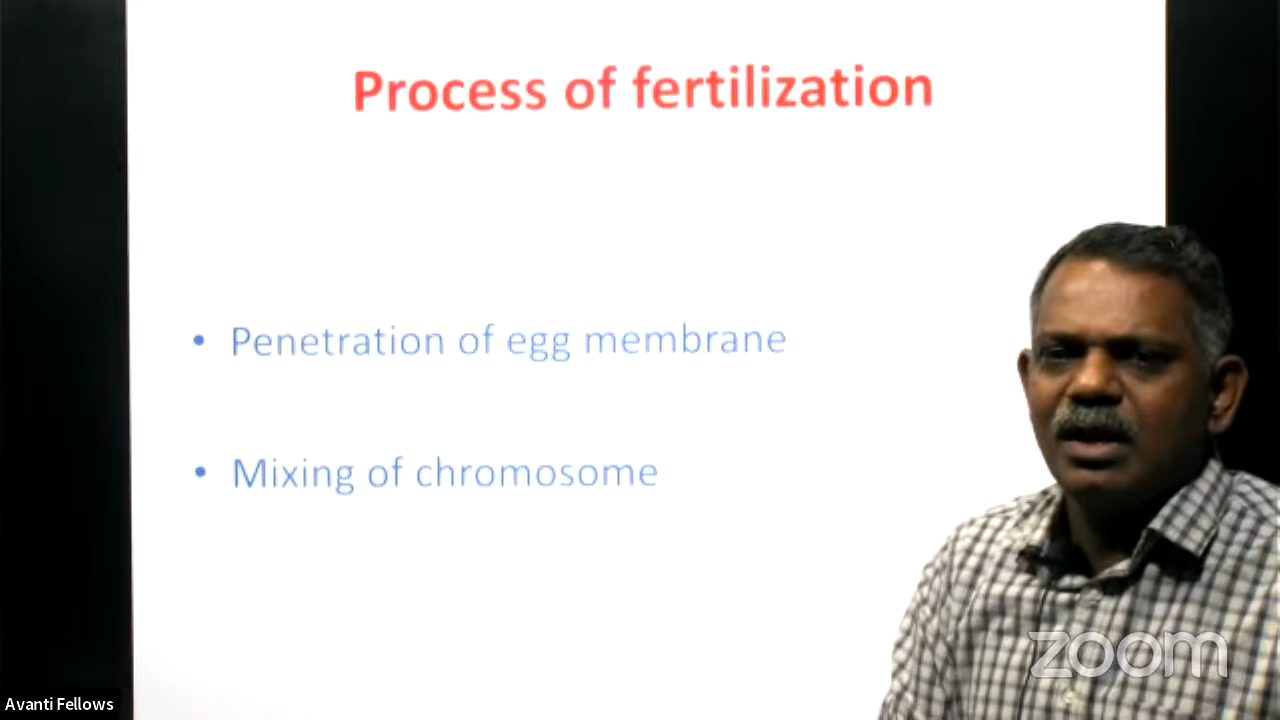 Process of fertilization
• Penetration of egg membrane
• Mixing of chromosome
zoom
Avanti Fellows